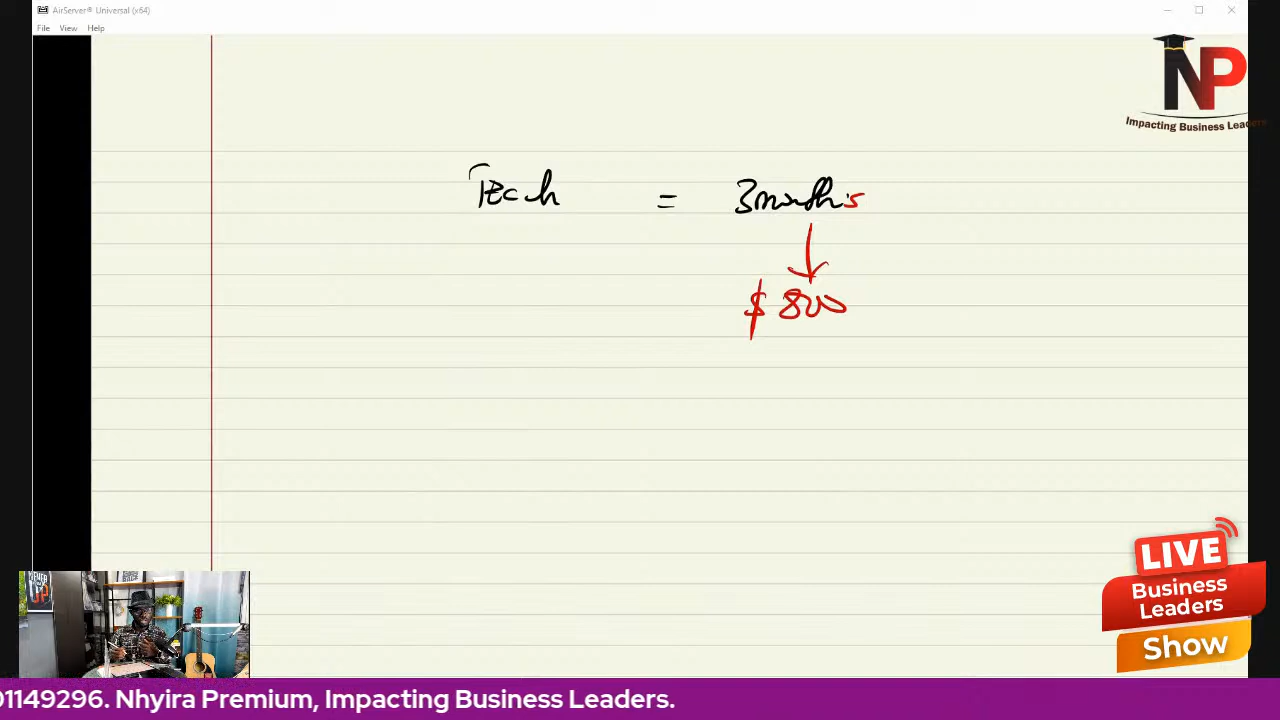 AirServer® Universal (x64)
File View Help
NP
Impacting Business Leaders
Tech = 3months
$800
LIVE
Business
Leaders
Show
01149296. Nhyira Premium, Impacting Business Leaders.